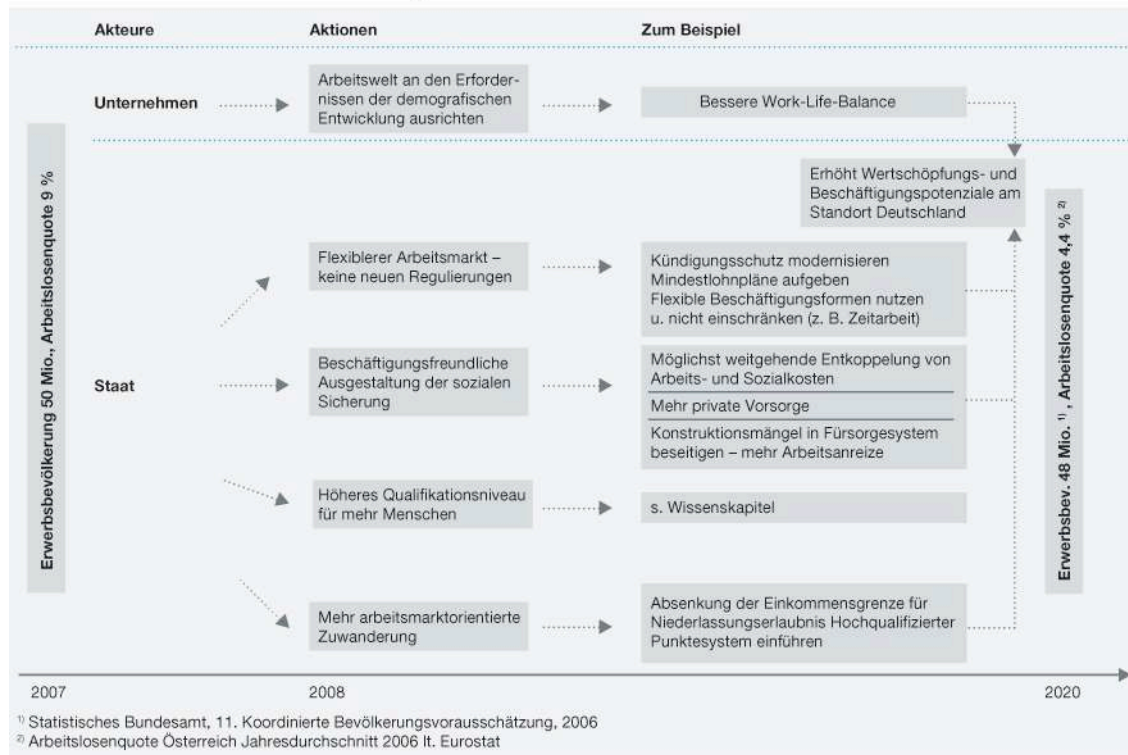 Akteure Aktionen Zum Beispiel
Unternehmen
Arbeitswelt an den Erforder-
nissen der demografischen
Entwicklung ausrichten
Bessere Work-Life-Balance
Erhöht Wertschöpfungs- und
Beschäftigungspotenziale am
Standort Deutschland
Erwerbsbevölkerung 50 Mio., Arbeitslosenquote 9 %
Staat
Flexiblerer Arbeitsmarkt –
keine neuen Regulierungen
Kündigungsschutz modernisieren
Mindestlohnpläne aufgeben
Flexible Beschäftigungsformen nutzen
u. nicht einschränken (z. B. Zeitarbeit)
Beschäftigungsfreundliche
Ausgestaltung der sozialen
Sicherung
Möglichst weitgehende Entkoppelung von
Arbeits- und Sozialkosten
Mehr private Vorsorge
Konstruktionsmängel in Fürsorgesystem
beseitigen – mehr Arbeitsanreize
Höheres Qualifikationsniveau
für mehr Menschen
s. Wissenskapitel
Mehr arbeitsmarktorientierte
Zuwanderung
Absenkung der Einkommensgrenze für
Niederlassungserlaubnis Hochqualifizierter
Punktesystem einführen
Erwerbsbev. 48 Mio. 1) , Arbeitslosenquote 4,4 % 2)
2007 2008 2020
1) Statistisches Bundesamt, 11. Koordinierte Bevölkerungsvorausschätzung, 2006
2) Arbeitslosenquote Österreich Jahresdurchschnitt 2006 lt. Eurostat